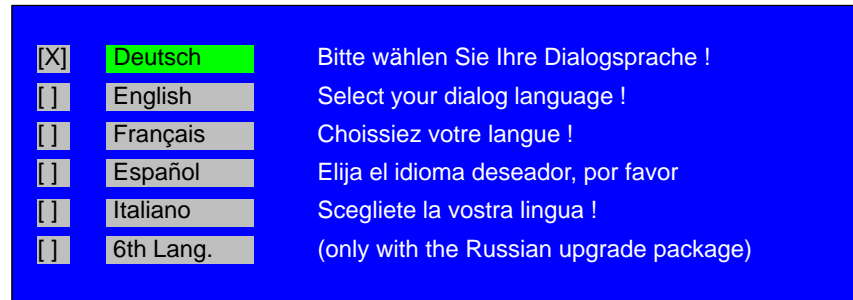 [X] Deutsch Bitte wählen Sie Ihre Dialogsprache !
[ ] English Select your dialog language !
[ ] Français Choissiez votre langue !
[ ] Español Elija el idioma deseador, por favor
[ ] Italiano Scegliete la vostra lingua !
[ ] 6th Lang. (only with the Russian upgrade package)